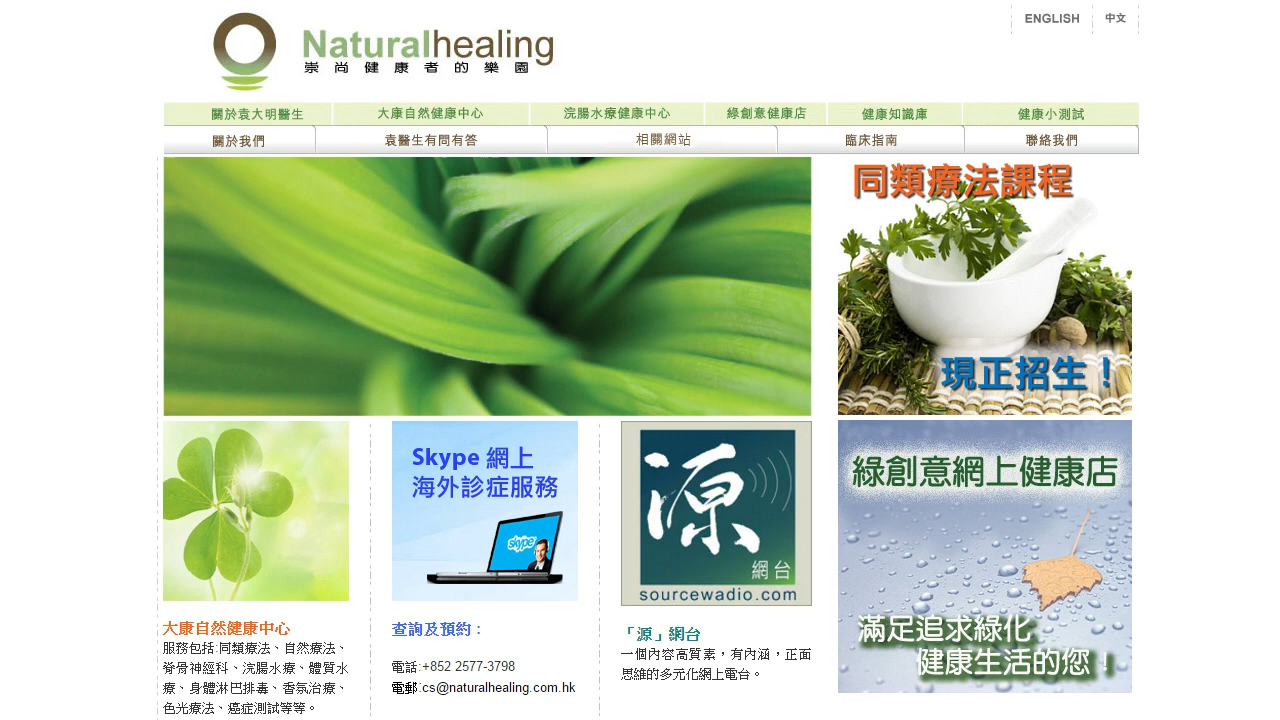 ENGLISH
中文
Naturalhealing
崇尚健康者的樂園
關於袁大明醫生
大康自然健康中心
浣腸水療健康中心
綠創意健康店
健康知識庫
健康小測試
關於我們
袁醫生有問有答
相關網站
臨床指南
聯絡我們
同類療法課程
現正招生！
Skype 網上
海外診症服務
skype
源
網台
sourcewadio.com
綠創意網上健康店
滿足追求綠化
健康生活的您！
大康自然健康中心
服務包括:同類療法、自然療法、
脊骨神經科、浣腸水療、體質水
療、身體淋巴排毒、香氛治療、
色光療法、癌症測試等等。
查詢及預約：
電話:+852 2577-3798
電郵:cs@naturalhealing.com.hk
「源」網台
一個內容高質素，有內涵，正面
思維的多元化網上電台。